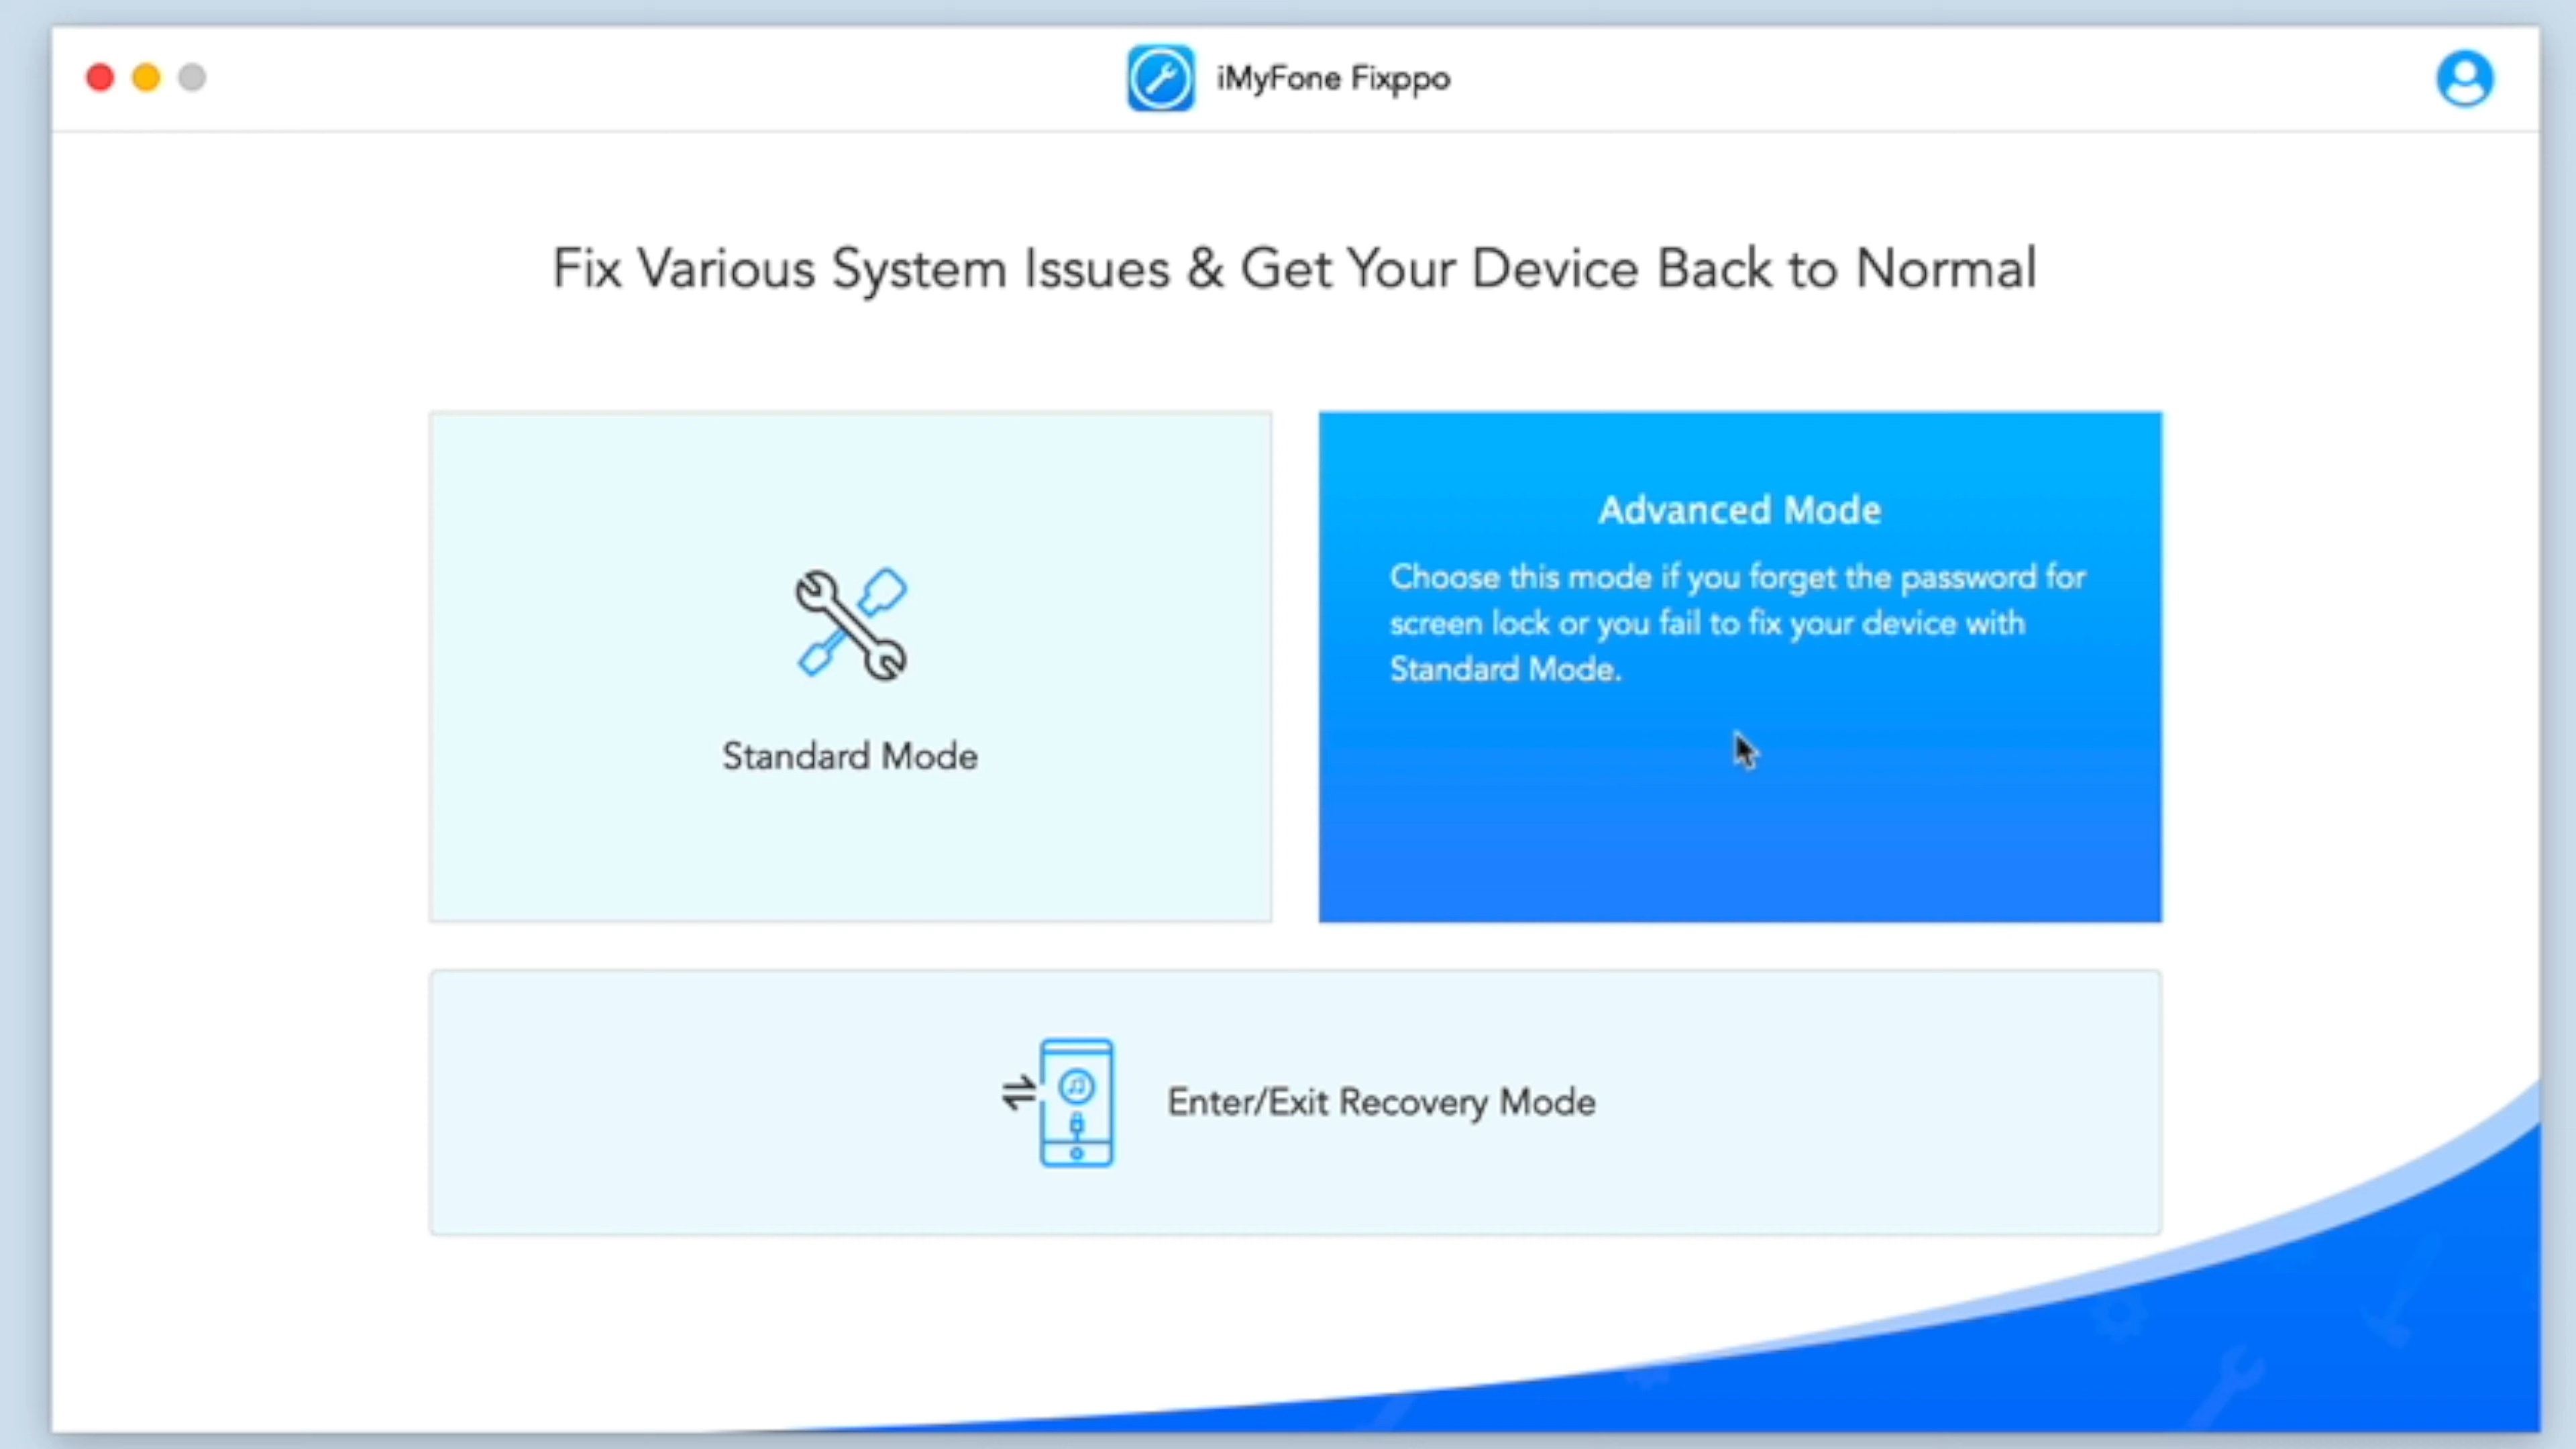 iMyFone Fixppo
Fix Various System Issues & Get Your Device Back to Normal
Standard Mode
Advanced Mode
Choose this mode if you forget the password for
screen lock or you fail to fix your device with
Standard Mode.
Enter/Exit Recovery Mode